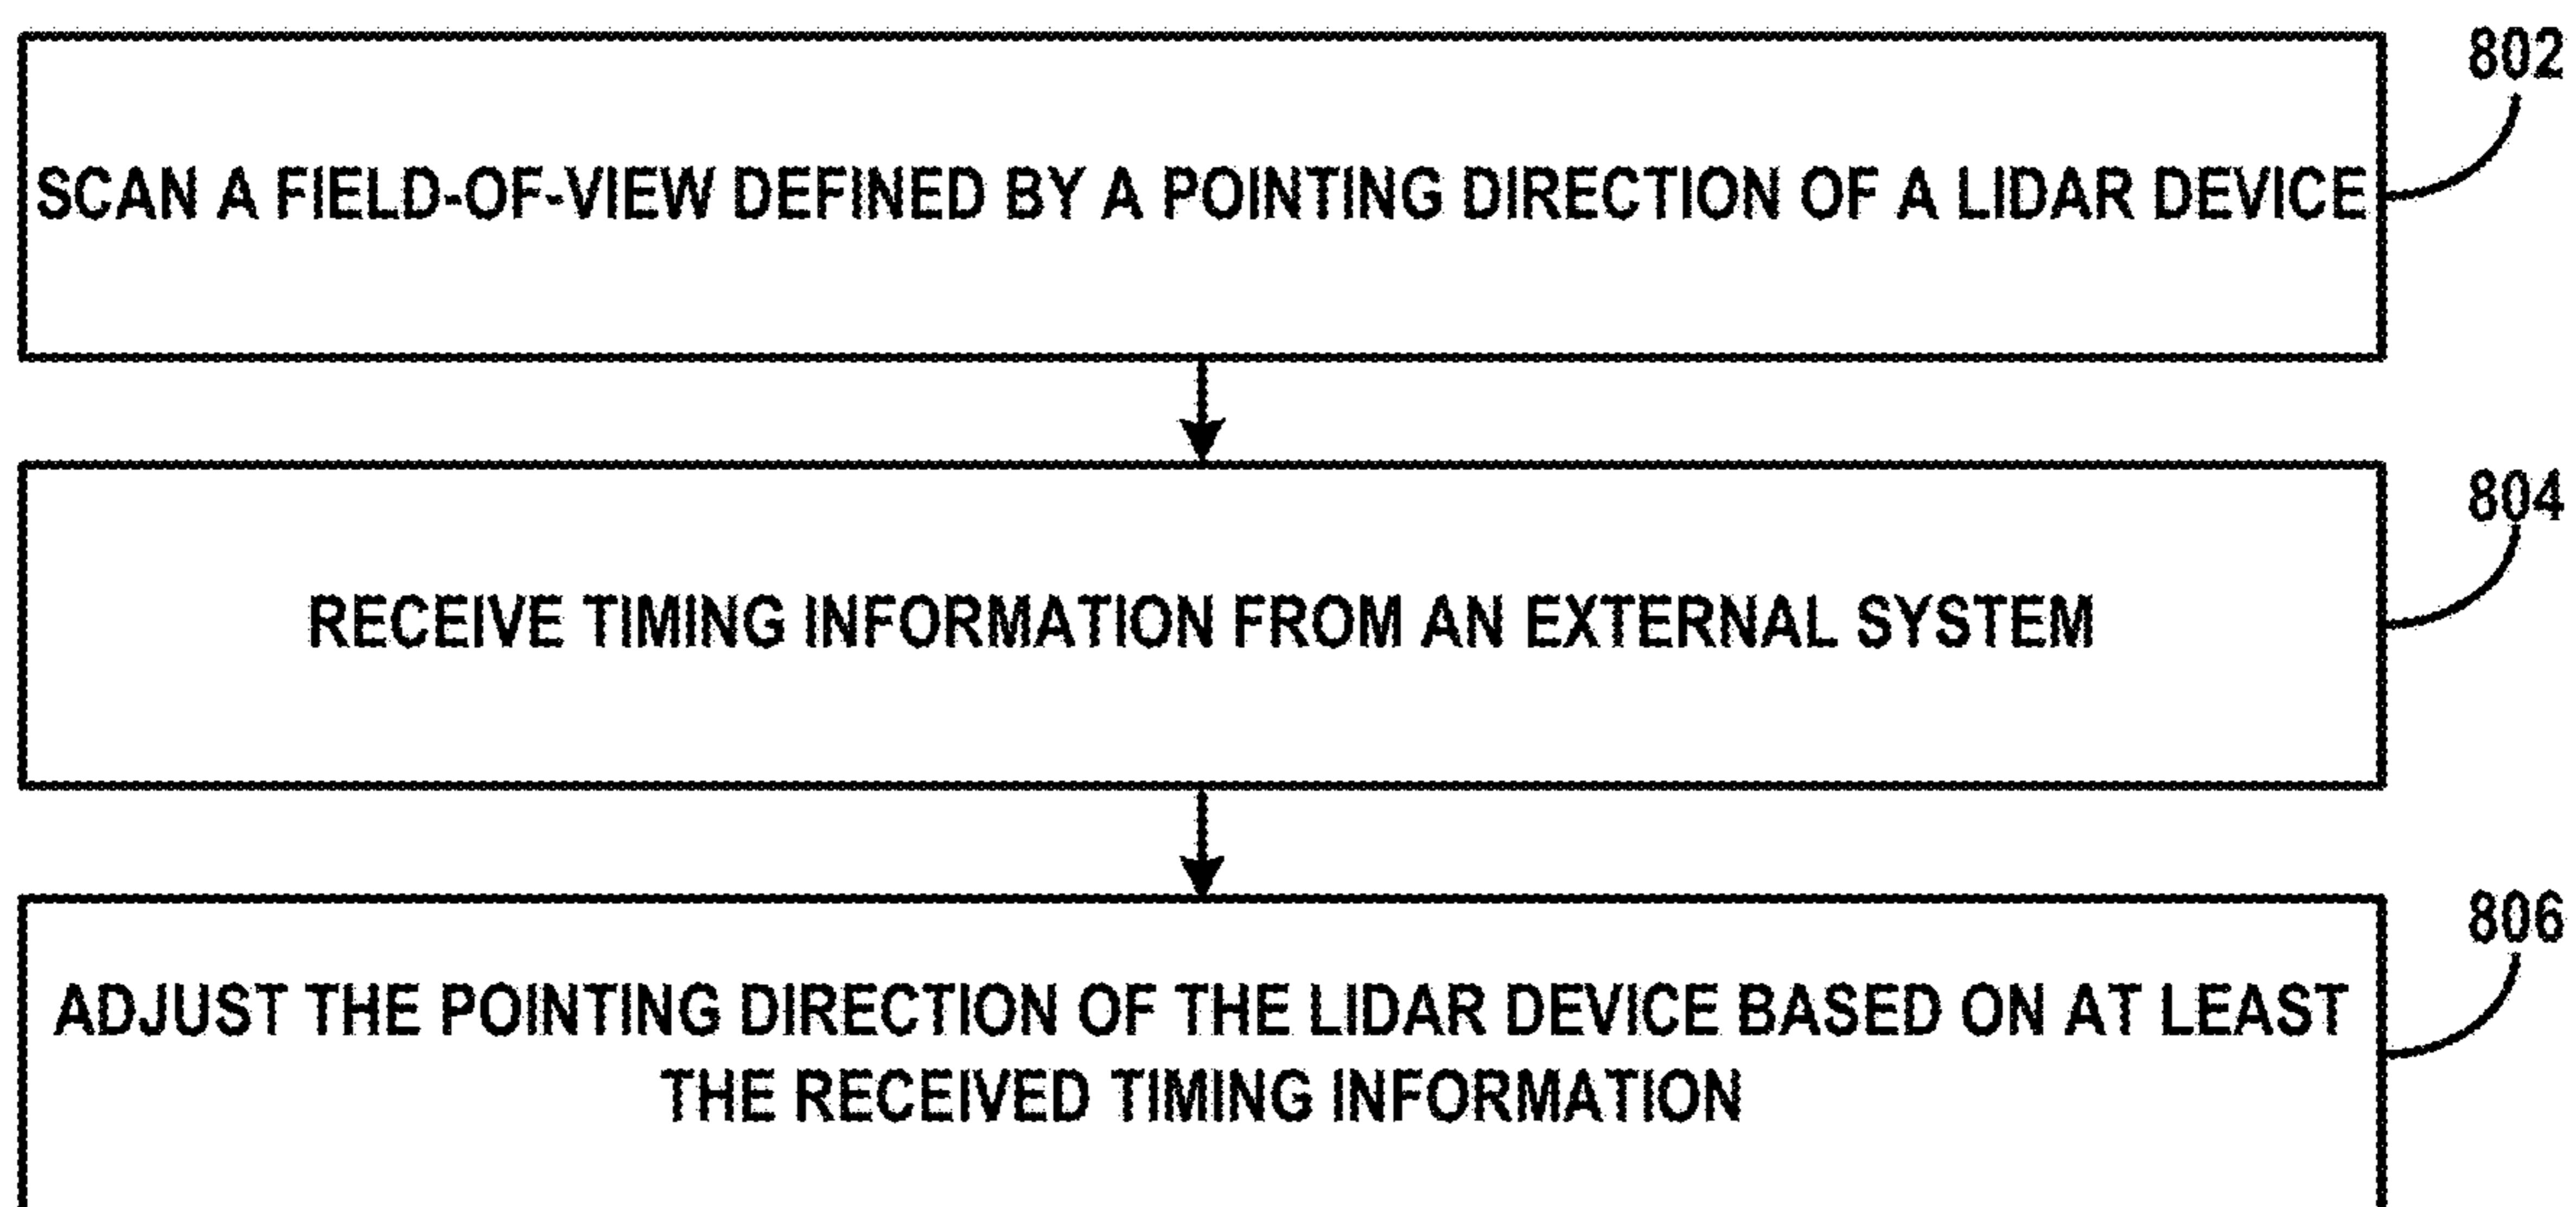 802
SCAN A FIELD-OF-VIEW DEFINED BY A POINTING DIRECTION OF A LIDAR DEVICE
804
RECEIVE TIMING INFORMATION FROM AN EXTERNAL SYSTEM
806
ADJUST THE POINTING DIRECTION OF THE LIDAR DEVICE BASED ON AT LEAST
THE RECEIVED TIMING INFORMATION